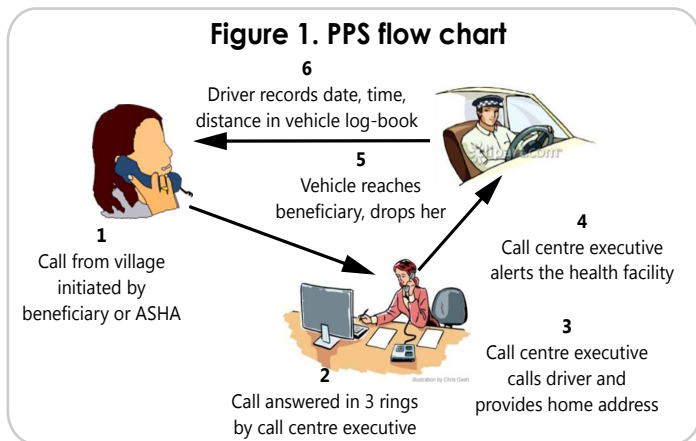 Figure 1. PPS flow chart
6
Driver records date, time,
distance in vehicle log-book
5
Vehicle reaches
beneficiary, drops her
1
Call from village
initiated by
beneficiary or ASHA
4
Call centre executive
alerts the health facility
3
Call centre executive
calls driver and
provides home address
2
Call answered in 3 rings
by call centre executive
Illustration by Chris Gash